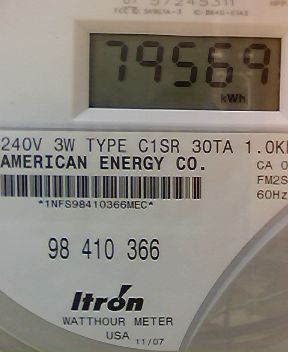 79569
kWh
240V 3W TYPE C1SR 30TA 1.0K
AMERICAN ENERGY CO.
CA 0
FM2S
*1NFS98410366MEC*
60Hz
98 410 366
Itrón
WATTHOUR METER
USA 11/07